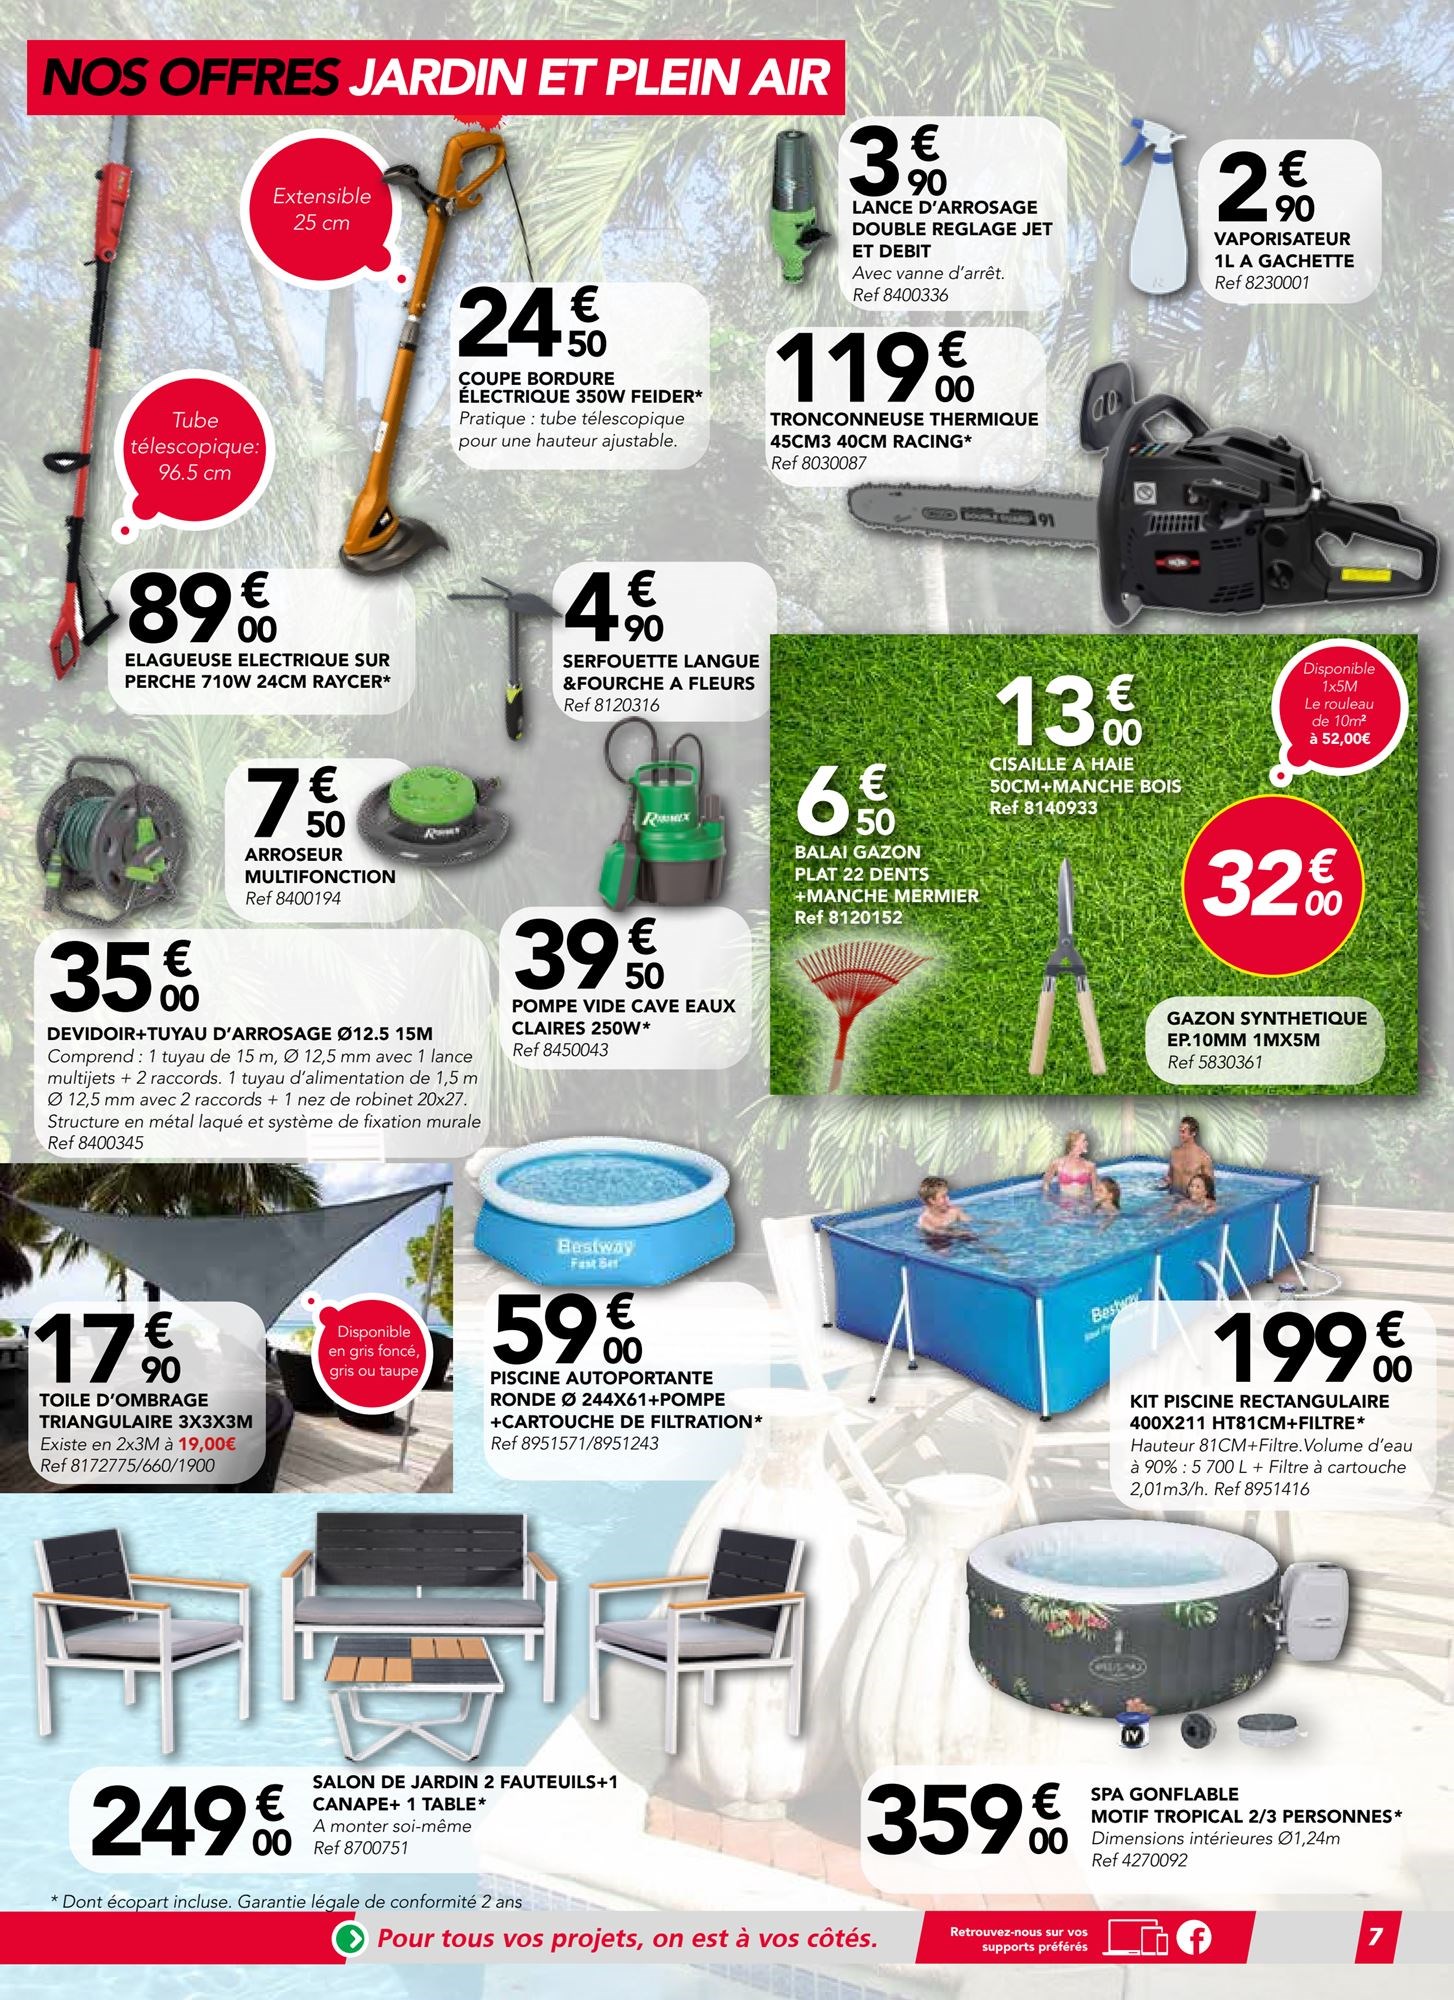 NOS OFFRES JARDIN ET PLEIN AIR
Extensible
25 cm
3€90
LANCE D'ARROSAGE
DOUBLE REGLAGE JET
ET DEBIT
Avec vanne d'arrêt.
Ref 8400336
2€90
VAPORISATEUR
1L A GACHETTE
Ref 8230001
24€50
COUPE BORDURE
ÉLECTRIQUE 350W FEIDER*
Pratique : tube télescopique
pour une hauteur ajustable.
119€00
TRONCONNEUSE THERMIQUE
45CM3 40CM RACING*
Ref 8030087
91
Tube
télescopique:
96.5 cm
89€00
ELAGUEUSE ELECTRIQUE SUR
PERCHE 710W 24CM RAYCER*
4€90
SERFOUETTE LANGUE
&FOURCHE A FLEURS
Ref 8120316
Disponible
1x5M
Le rouleau
de 10m²
à 52,00€
13€00
CISAILLE A HAIE
50CM+MANCHE BOIS
Ref 8140933
6€50
BALAI GAZON
PLAT 22 DENTS
+MANCHE MERMIER
Ref 8120152
32€00
GAZON SYNTHETIQUE
EP.10MM 1MX5M
Ref 5830361
7€50
ARROSEUR
MULTIFONCTION
Ref 8400194
RIBIMEX
RIBIMEX
39€50
POMPE VIDE CAVE EAUX
CLAIRES 250W*
Ref 8450043
35€00
DEVIDOIR+TUYAU D'ARROSAGE Ø12.5 15M
Comprend : 1 tuyau de 15 m, Ø 12,5 mm avec 1 lance
multijets + 2 raccords. 1 tuyau d'alimentation de 1,5 m
Ø 12,5 mm avec 2 raccords + 1 nez de robinet 20x27.
Structure en métal laqué et système de fixation murale
Ref 8400345
17€90
TOILE D'OMBRAGE
TRIANGULAIRE 3X3X3M
Existe en 2x3M à 19,00€
Ref 8172775/660/1900
Disponible
en gris foncé,
gris ou taupe
Bestway
Fast Set
59€00
PISCINE AUTOPORTANTE
RONDE Ø 244X61+POMPE
+CARTOUCHE DE FILTRATION*
Ref 8951571/8951243
Bestway
199€00
KIT PISCINE RECTANGULAIRE
400X211 HT81CM+FILTRE*
Hauteur 81CM+Filtre.Volume d'eau
à 90% : 5 700 L + Filtre à cartouche
2,01m3/h. Ref 8951416
249€00
SALON DE JARDIN 2 FAUTEUILS+1
CANAPE+ 1 TABLE*
A monter soi-même
Ref 8700751
359€00
SPA GONFLABLE
MOTIF TROPICAL 2/3 PERSONNES*
Dimensions intérieures Ø1,24m
Ref 4270092
* Dont écopart incluse. Garantie légale de conformité 2 ans
Pour tous vos projets, on est à vos côtés.
Retrouvez-nous sur vos
supports préférés
7